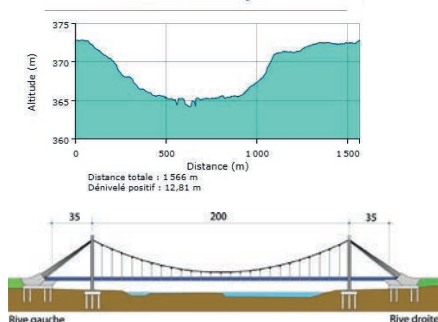 375
370
365
360
Altitude (m)
0
500
1 000
1 500
Distance (m)
Distance totale : 1 566 m
Dénivelé positif : 12,81 m
35
200
35
Rive gauche
Rive droite